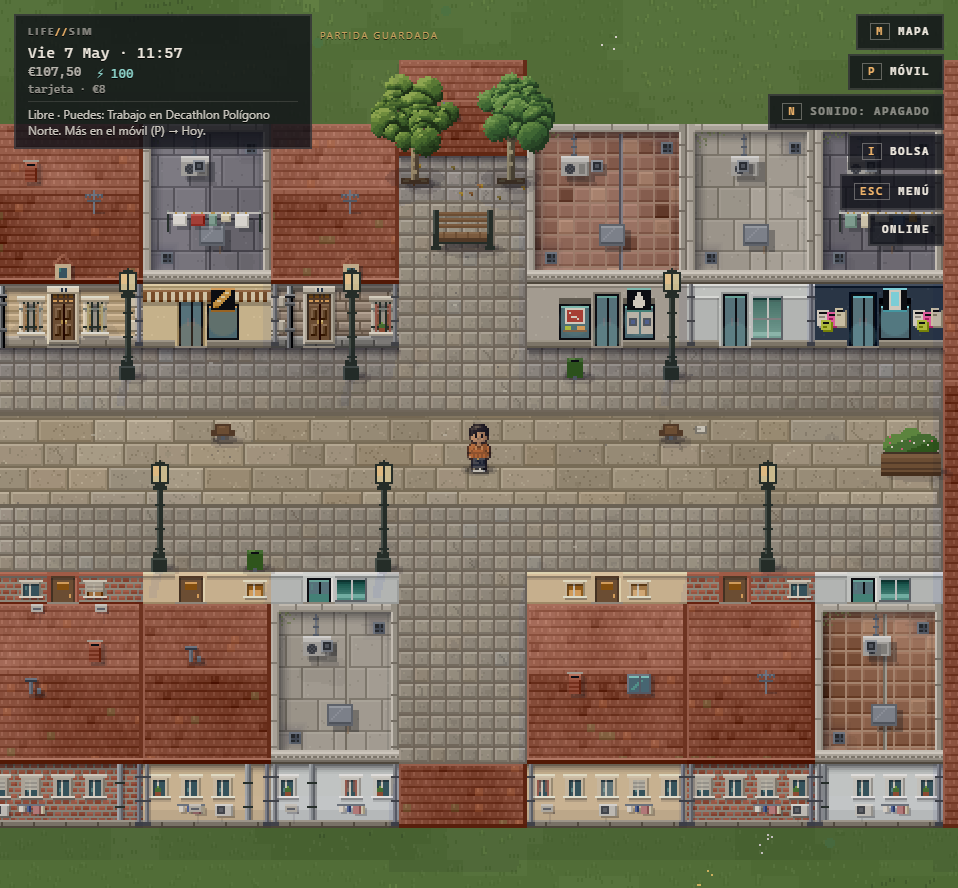 LIFE//SIM
Vie 7 May · 11:57
€107,50 ⚡ 100
tarjeta · €8
Libre · Puedes: Trabajo en Decathlon Polígono
Norte. Más en el móvil (P) → Hoy.
PARTIDA GUARDADA
M MAPA
P MÓVIL
N SONIDO: APAGADO
I BOLSA
ESC MENÚ
ONLINE